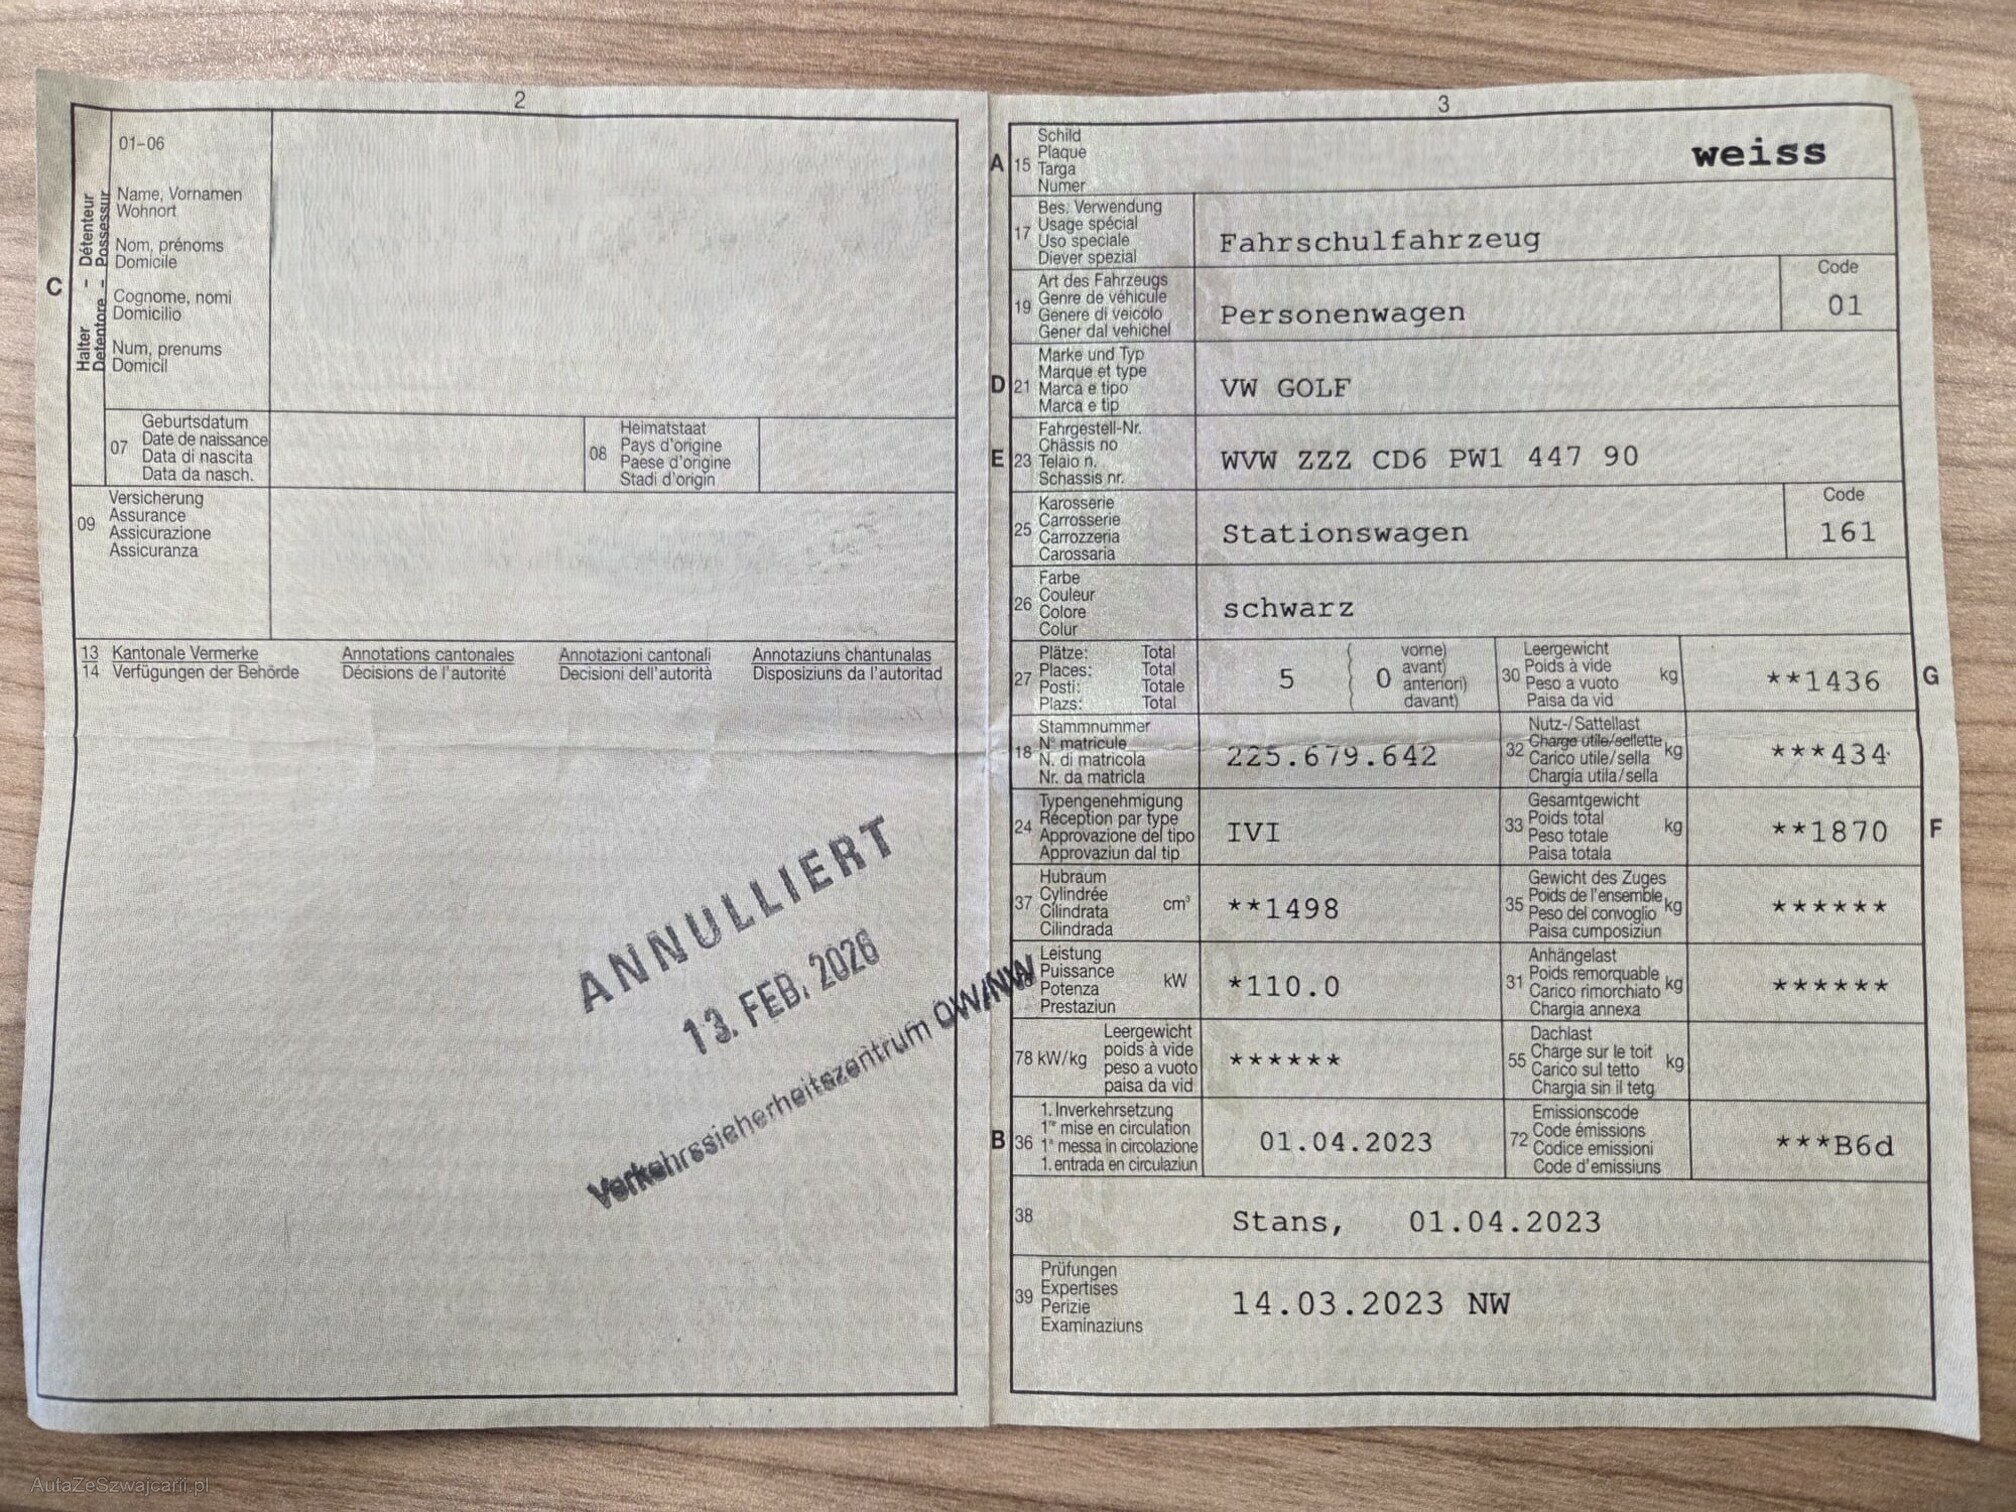 2
01-06
Name, Vornamen
Wohnort
Nom, prénoms
Domicile
Cognome, nomi
Domicilio
Num, prenums
Domicil
C
Halter - Détenteur
Detentore - Possessur
07
Geburtsdatum
Date de naissance
Data di nascita
Data da nasch.
08
Heimatstaat
Pays d'origine
Paese d'origine
Stadi d'origin
09
Versicherung
Assurance
Assicurazione
Assicuranza
13 Kantonale Vermerke Annotations cantonales Annotazioni cantonali Annotaziuns chantunalas
14 Verfügungen der Behörde Décisions de l'autorité Decisioni dell'autorità Disposiziuns da l'autoritad
ANNULLIERT
13. FEB. 2026
Verkehrssicherheitszentrum OW/NW
3
A 15
Schild
Plaque
Targa
Numer
weiss
17
Bes. Verwendung
Usage spécial
Uso speciale
Diever spezial
Fahrschulfahrzeug
19
Art des Fahrzeugs
Genre de véhicule
Genere di veicolo
Gener dal vehichel
Personenwagen
Code
01
D 21
Marke und Typ
Marque et type
Marca e tipo
Marca e tip
VW GOLF
E 23
Fahrgestell-Nr.
Châssis no
Telaio n.
Schassis nr.
WVW ZZZ CD6 PW1 447 90
25
Karosserie
Carrosserie
Carrozzeria
Carossaria
Stationswagen
Code
161
26
Farbe
Couleur
Colore
Colur
schwarz
27
Plätze: Total
Places: Total
Posti: Totale
Plazs: Total
5
0
vorne)
avant)
anteriori)
davant)
30
Leergewicht
Poids à vide
Peso a vuoto
Paisa da vid
kg
**1436
G
18
Stammnummer
N° matricule
N. di matricola
Nr. da matricla
225.679.642
32
Nutz-/Sattellast
Charge utile/sellette
Carico utile/sella
Chargia utila/sella
kg
***434
24
Typengenehmigung
Réception par type
Approvazione del tipo
Approvaziun dal tip
IVI
33
Gesamtgewicht
Poids total
Peso totale
Paisa totala
kg
**1870
F
37
Hubraum
Cylindrée
Cilindrata
Cilindrada
cm³
**1498
35
Gewicht des Zuges
Poids de l'ensemble
Peso del convoglio
Paisa cumposiziun
kg
******
Leistung
Puissance
Potenza
Prestaziun
kW
*110.0
31
Anhängelast
Poids remorquable
Carico rimorchiato
Chargia annexa
kg
******
78 kW/kg
Leergewicht
poids à vide
peso a vuoto
paisa da vid
******
55
Dachlast
Charge sur le toit
Carico sul tetto
Chargia sin il tetg
kg
B 36
1. Inverkehrsetzung
1re mise en circulation
1a messa in circolazione
1. entrada en circulaziun
01.04.2023
72
Emissionscode
Code émissions
Codice emissioni
Code d'emissiuns
***B6d
38
Stans, 01.04.2023
39
Prüfungen
Expertises
Perizie
Examinaziuns
14.03.2023 NW
AutaZeSzwajcarii.pl